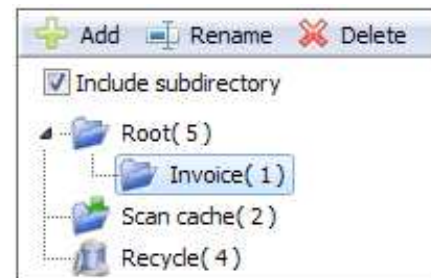 Add Rename Delete
Include subdirectory
Root( 5 )
Invoice( 1 )
Scan cache( 2 )
Recycle( 4 )